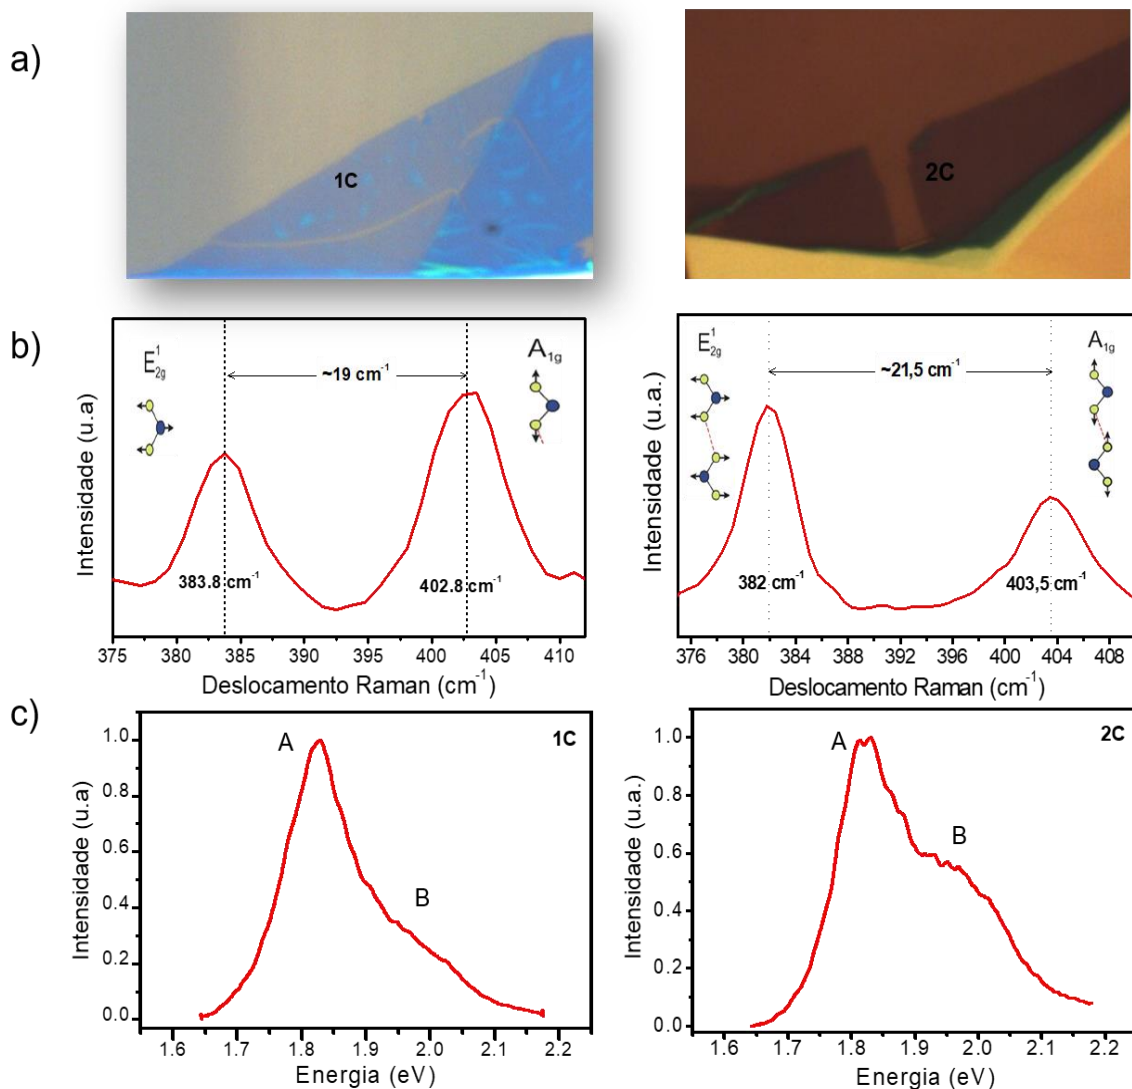 a)
1C
2C
b)
E¹2g
~19 cm⁻¹
A1g
383.8 cm⁻¹
402.8 cm⁻¹
Intensidade (u.a)
375 380 385 390 395 400 405 410
Deslocamento Raman (cm⁻¹)
E¹2g
~21,5 cm⁻¹
A1g
382 cm⁻¹
403,5 cm⁻¹
Intensidade (u.a)
376 380 384 388 392 396 400 404 408
Deslocamento Raman (cm⁻¹)
c)
A
1C
B
Intensidade (u.a)
1.0
0.8
0.6
0.4
0.2
0.0
1.6 1.7 1.8 1.9 2.0 2.1 2.2
Energia (eV)
A
2C
B
Intensidade (u.a.)
1.0
0.8
0.6
0.4
0.2
0.0
1.6 1.7 1.8 1.9 2.0 2.1 2.2
Energia (eV)